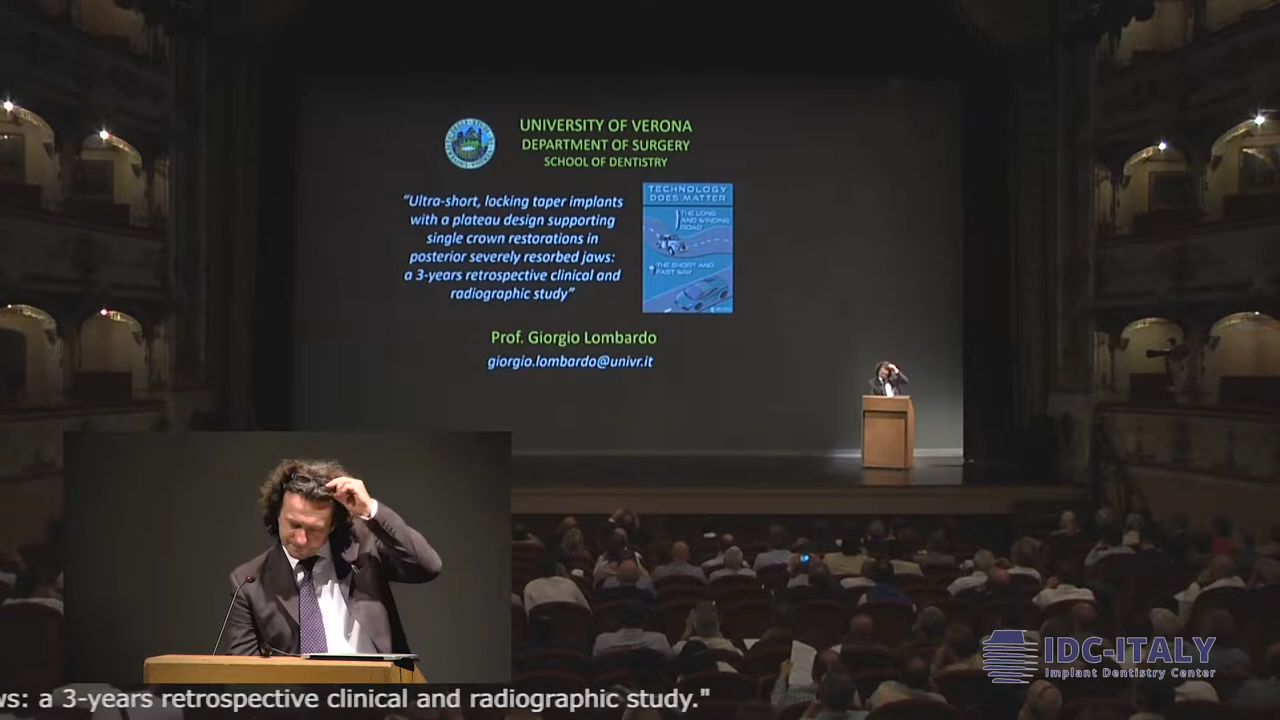 UNIVERSITY OF VERONA
DEPARTMENT OF SURGERY
SCHOOL OF DENTISTRY
"Ultra-short, locking taper implants
with a plateau design supporting
single crown restorations in
posterior severely resorbed jaws:
a 3-years retrospective clinical and
radiographic study"
TECHNOLOGY
DOES MATTER
THE LONG
AND WINDING
ROAD
THE SHORT AND
FAST WAY
Prof. Giorgio Lombardo
giorgio.lombardo@univr.it
IDC-ITALY
Implant Dentistry Center
ws: a 3-years retrospective clinical and radiographic study."